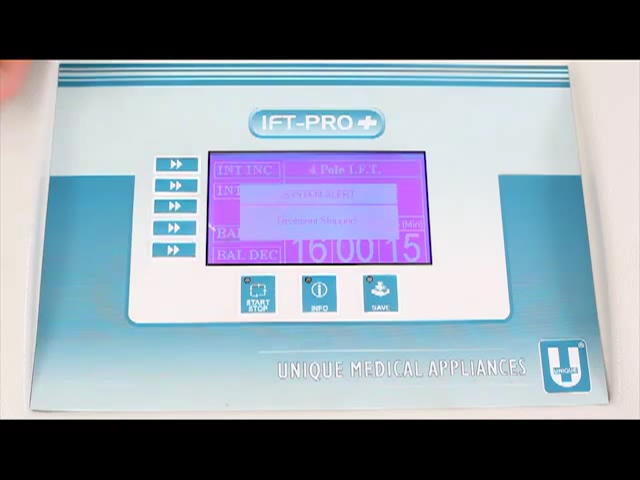 IFT-PRO+
INT INC
4 Pole I.F.T.
INT
SYSTEM ALERT
Treatment Stopped
BA
(Min)
BAL DEC
16 00 15
START STOP
INFO
SAVE
UNIQUE MEDICAL APPLIANCES
UNIQUE